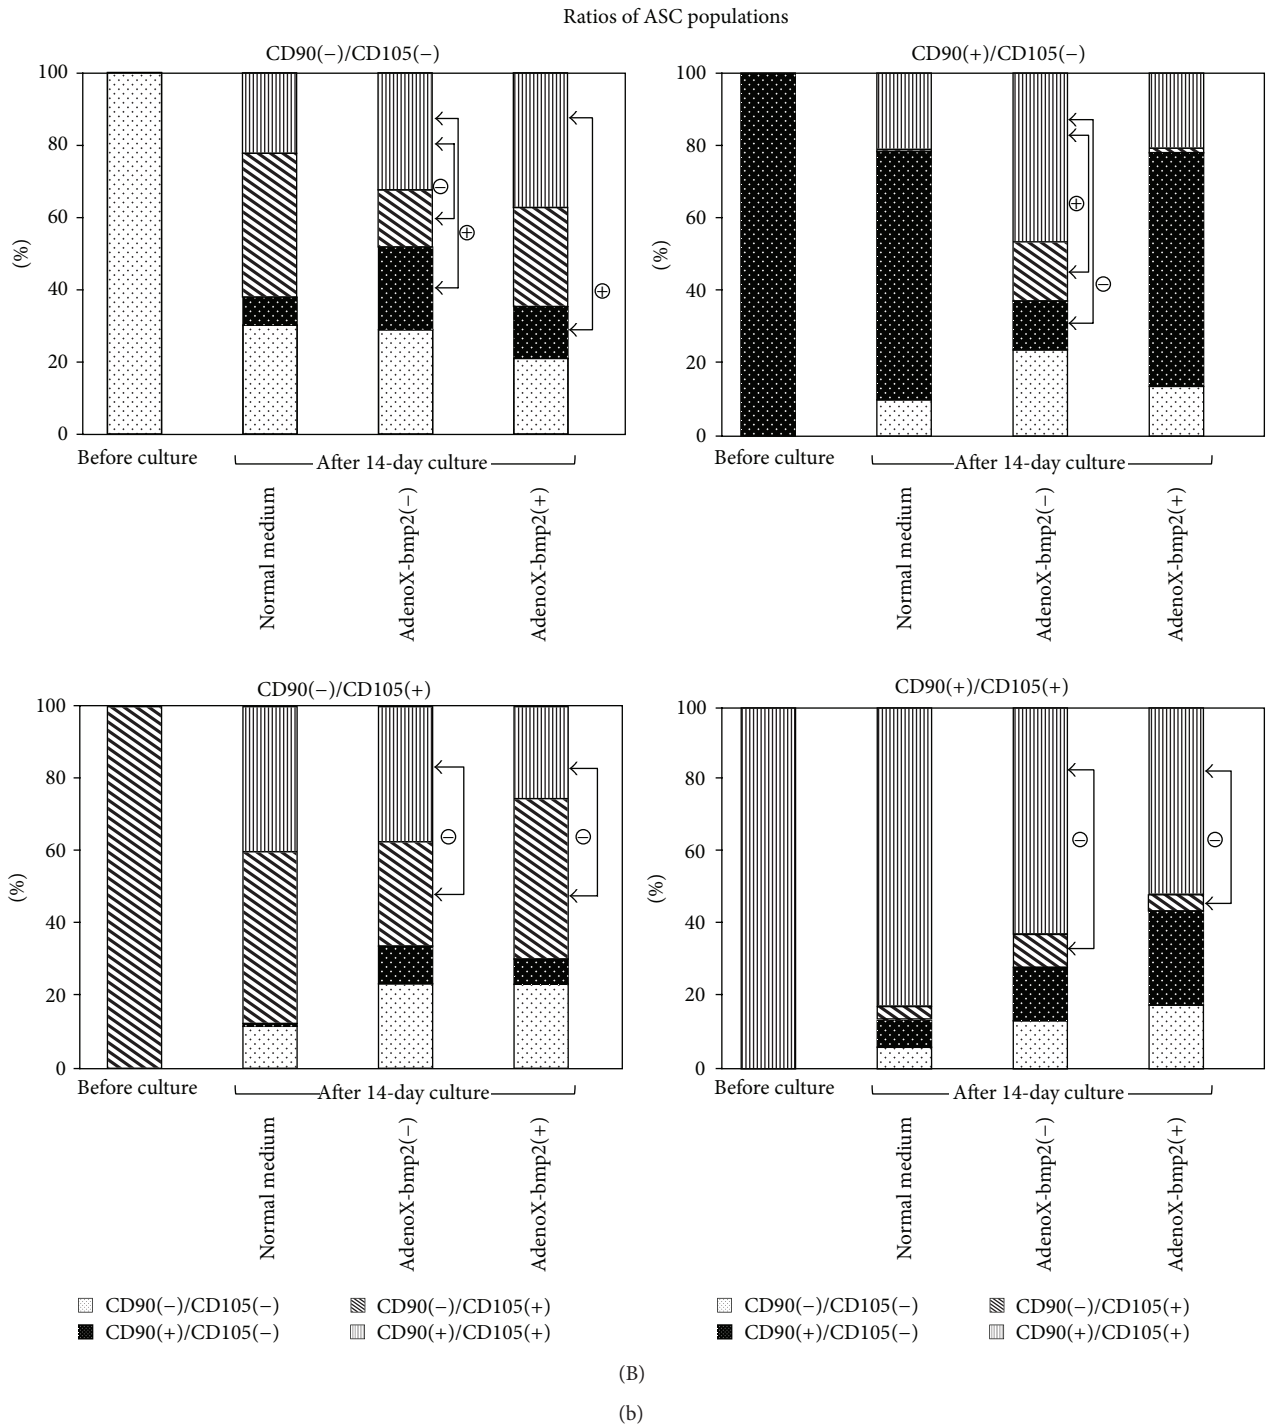 Ratios of ASC populations
CD90(−)/CD105(−)
100
80
60
40
20
0
(%)
⊖
⊕
⊕
Before culture
After 14-day culture
Normal medium
AdenoX-bmp2(−)
AdenoX-bmp2(+)
CD90(+)/CD105(−)
100
80
60
40
20
0
(%)
⊕
⊖
Before culture
After 14-day culture
Normal medium
AdenoX-bmp2(−)
AdenoX-bmp2(+)
CD90(−)/CD105(+)
100
80
60
40
20
0
(%)
⊖
⊖
Before culture
After 14-day culture
Normal medium
AdenoX-bmp2(−)
AdenoX-bmp2(+)
CD90(−)/CD105(−)
CD90(+)/CD105(−)
CD90(−)/CD105(+)
CD90(+)/CD105(+)
CD90(+)/CD105(+)
100
80
60
40
20
0
(%)
⊖
⊖
Before culture
After 14-day culture
Normal medium
AdenoX-bmp2(−)
AdenoX-bmp2(+)
CD90(−)/CD105(−)
CD90(+)/CD105(−)
CD90(−)/CD105(+)
CD90(+)/CD105(+)
(B)
(b)